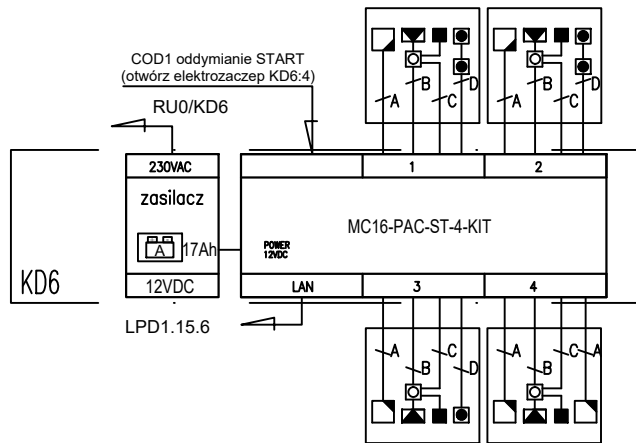 COD1 oddymianie START
(otwórz elektrozaczep KD6:4)
RU0/KD6
A
B
C
D
A
B
C
D
230VAC
1
2
zasilacz
MC16-PAC-ST-4-KIT
A
17Ah
POWER
12VDC
KD6
12VDC
LAN
3
4
LPD1.15.6
A
B
C
D
A
B
C
A